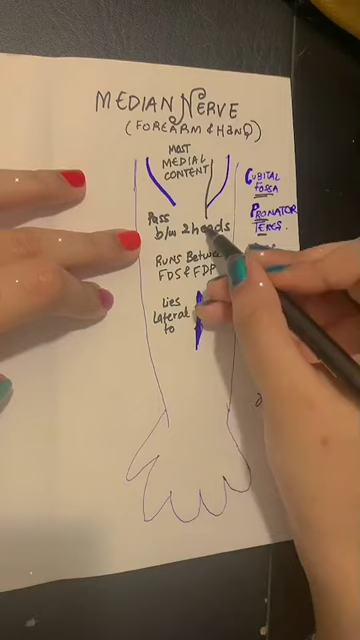 MEDIAN NERVE
(FOREARM & HAND)
MOST
MEDIAL
CONTENT
CUBITAL
FOSSA
Pass
b/w 2 heads
PRONATOR
TERES.
RUNS Between
FDS & FDP
Lies
Lateral
to